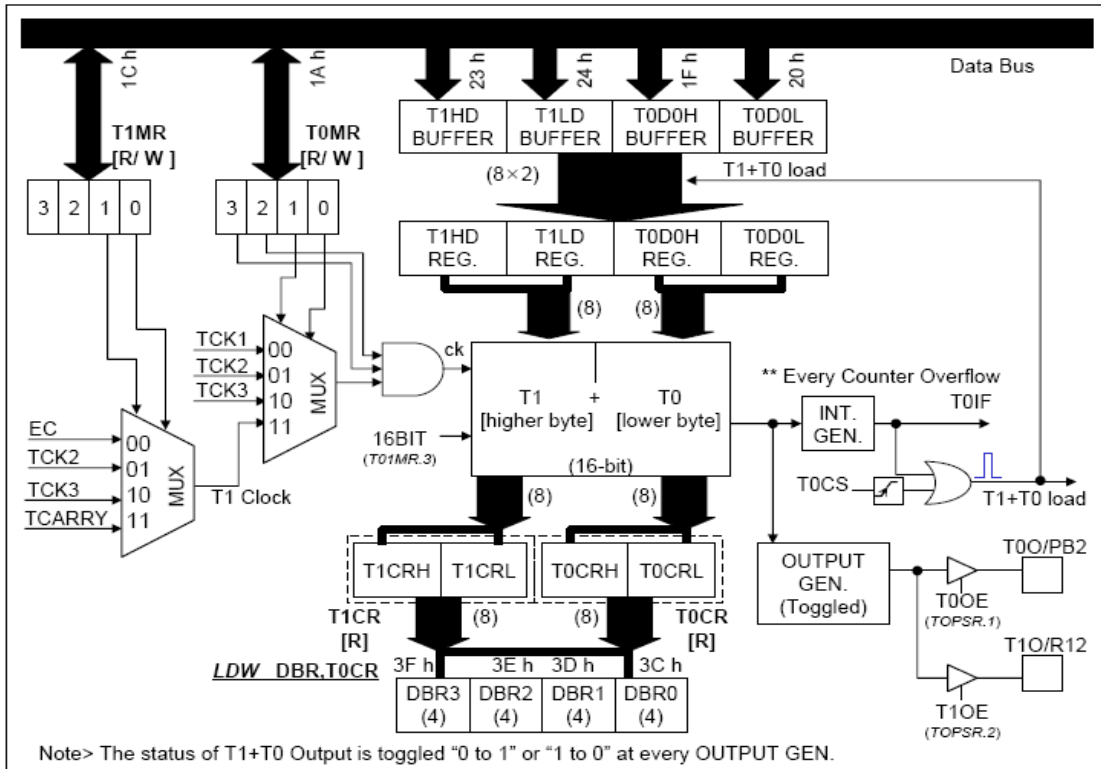 1C h
1A h
23 h
24 h
1F h
20 h
Data Bus
T1MR
[R/ W ]
T0MR
[R/ W ]
T1HD
BUFFER
T1LD
BUFFER
T0D0H
BUFFER
T0D0L
BUFFER
(8×2)
T1+T0 load
3 2 1 0
3 2 1 0
T1HD
REG.
T1LD
REG.
T0D0H
REG.
T0D0L
REG.
(8)
(8)
TCK1
TCK2
TCK3
00
01
10
11
MUX
ck
EC
TCK2
TCK3
TCARRY
00
01
10
11
MUX
T1 Clock
16BIT
(T01MR.3)
T1
[higher byte]
+
T0
[lower byte]
(16-bit)
** Every Counter Overflow
INT.
GEN.
T0IF
T0CS
T1+T0 load
(8)
(8)
T1CRH
T1CRL
T0CRH
T0CRL
T1CR
[R]
(8)
(8)
T0CR
[R]
OUTPUT
GEN.
(Toggled)
T0O/PB2
T0OE
(TOPSR.1)
T1O/R12
T1OE
(TOPSR.2)
LDW DBR,T0CR
3F h 3E h 3D h 3C h
DBR3
(4)
DBR2
(4)
DBR1
(4)
DBR0
(4)
Note> The status of T1+T0 Output is toggled “0 to 1” or “1 to 0” at every OUTPUT GEN.